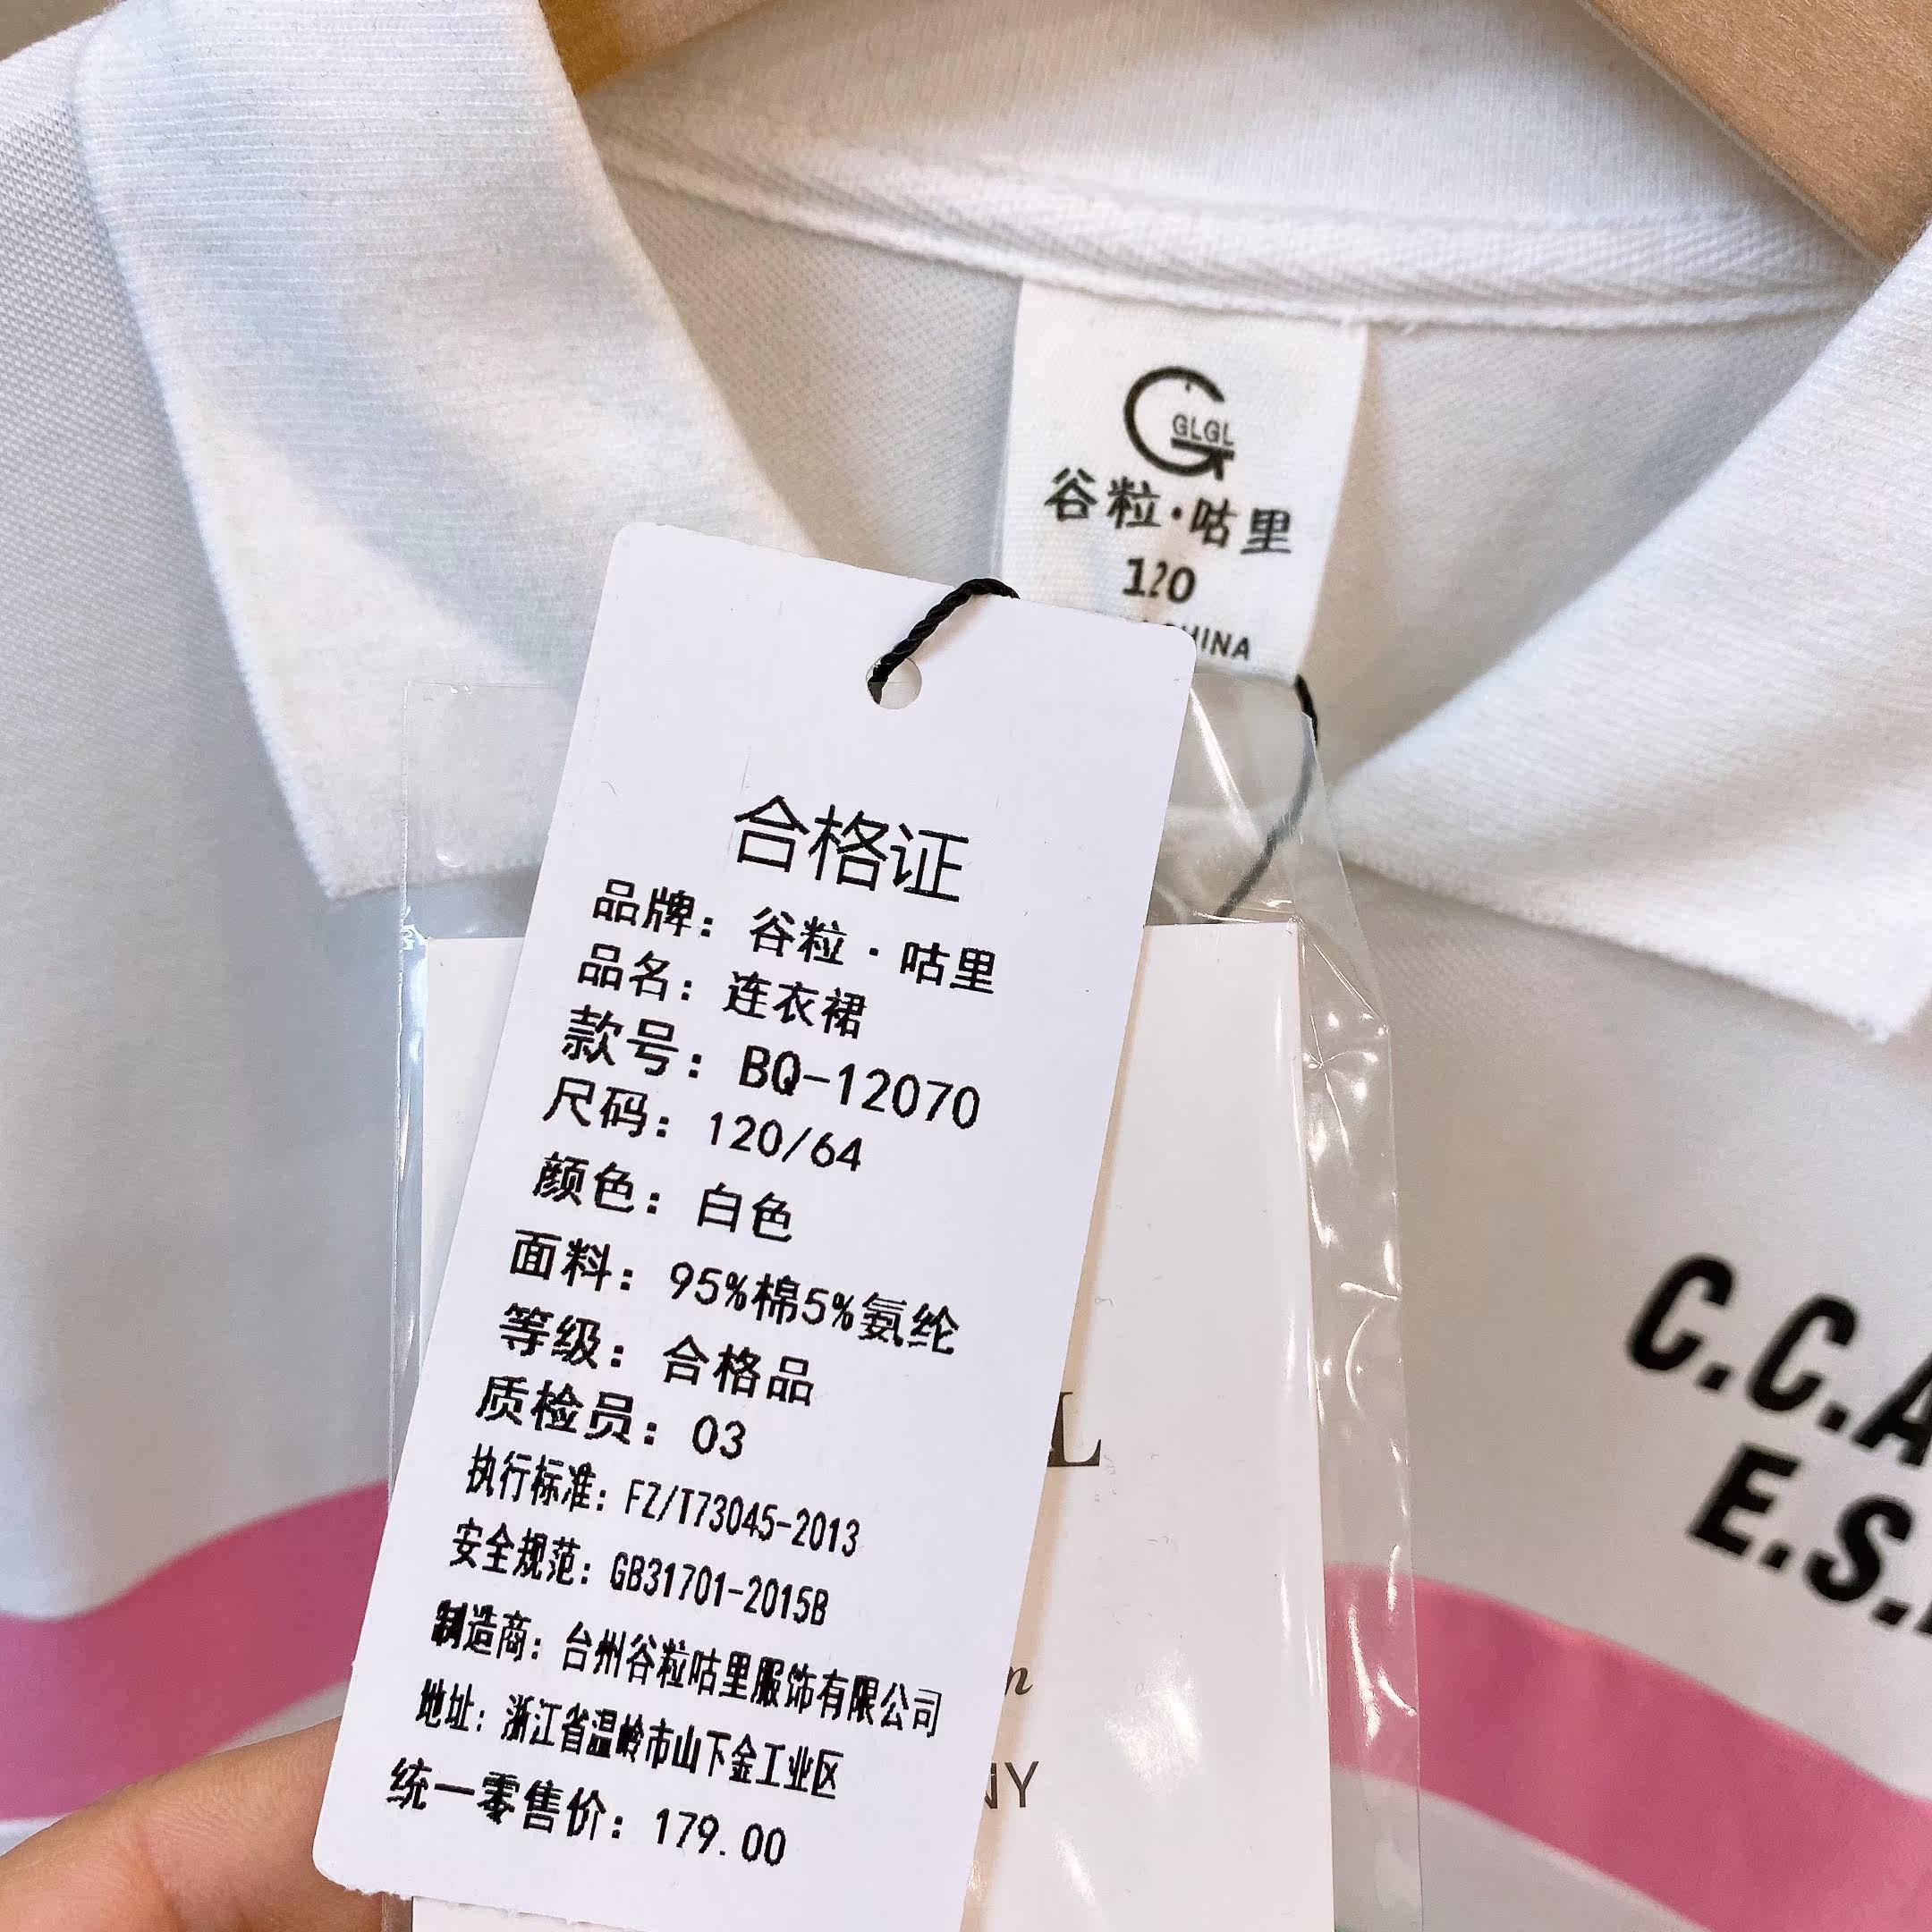 GLGL
谷粒·咕里
120
CHINA
合格证
品牌：谷粒·咕里
品名：连衣裙
款号：BQ-12070
尺码：120/64
颜色：白色
面料：95%棉5%氨纶
等级：合格品
质检员：03
执行标准：FZ/T73045-2013
安全规范：GB31701-2015B
制造商：台州谷粒咕里服饰有限公司
地址：浙江省温岭市山下金工业区
统一零售价：179.00
C.C.A
E.S.